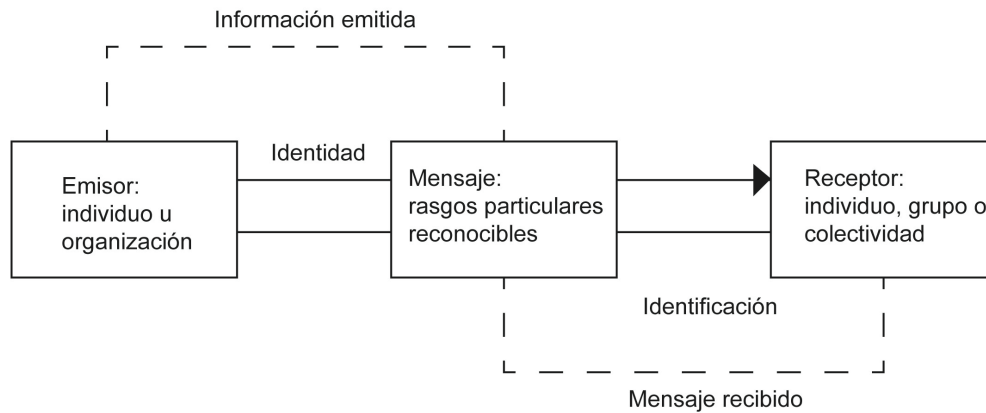 Información emitida
Identidad
Emisor:
individuo u
organización
Mensaje:
rasgos particulares
reconocibles
Receptor:
individuo, grupo o
colectividad
Identificación
Mensaje recibido